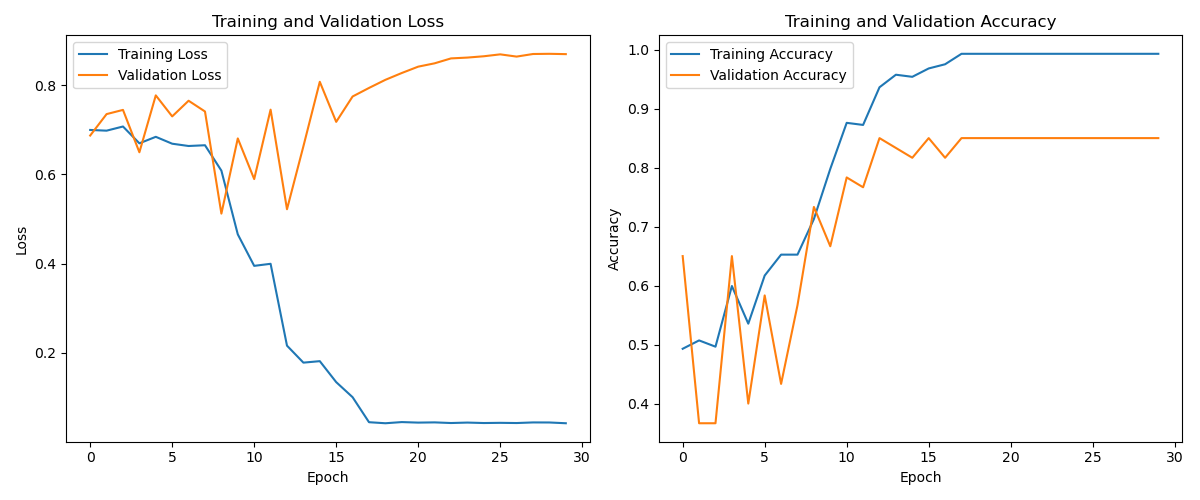 Training and Validation Loss
Training Loss
Validation Loss
0.8
0.6
0.4
0.2
Loss
0 5 10 15 20 25 30
Epoch
Training and Validation Accuracy
Training Accuracy
Validation Accuracy
1.0
0.9
0.8
0.7
0.6
0.5
0.4
Accuracy
0 5 10 15 20 25 30
Epoch